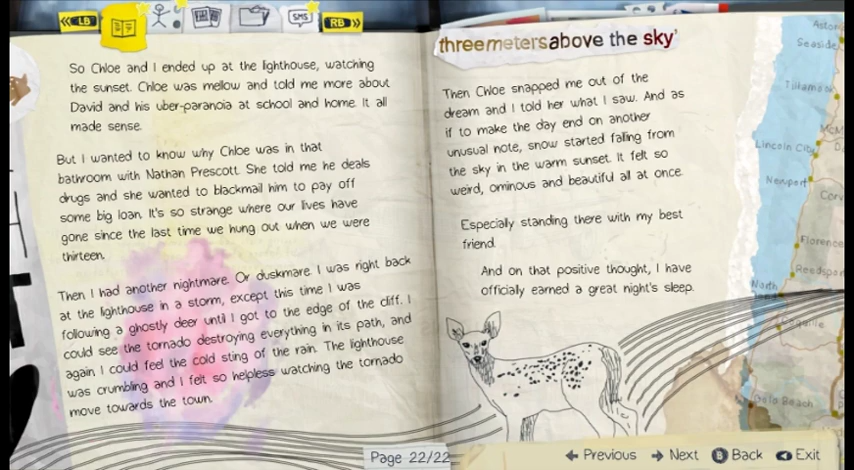 LB
SMS
RB
So Chloe and I ended up at the lighthouse, watching
the sunset. Chloe was mellow and told me more about
David and his uber-paranoia at school and home. It all
made sense.
But I wanted to know why Chloe was in that
bathroom with Nathan Prescott. She told me he deals
drugs and she wanted to blackmail him to pay off
some big loan. It's so strange where our lives have
gone since the last time we hung out when we were
thirteen.
Then I had another nightmare. Or duskmare. I was right back
at the lighthouse in a storm, except this time I was
following a ghostly deer until I got to the edge of the cliff. I
could see the tornado destroying everything in its path, and
again I could feel the cold sting of the rain. The lighthouse
was crumbling and I felt so helpless watching the tornado
move towards the town.
threemetersabove the sky'
Then Chloe snapped me out of the
dream and I told her what I saw. And as
if to make the day end on another
unusual note, snow started falling from
the sky in the warm sunset. It felt so
weird, ominous and beautiful all at once.
Especially standing there with my best
friend.
And on that positive thought, I have
officially earned a great night's sleep.
Seaside
Lincoln City
Newport
Florence
Reedspor
North
Page 22/22
Previous
Next
B Back
Exit